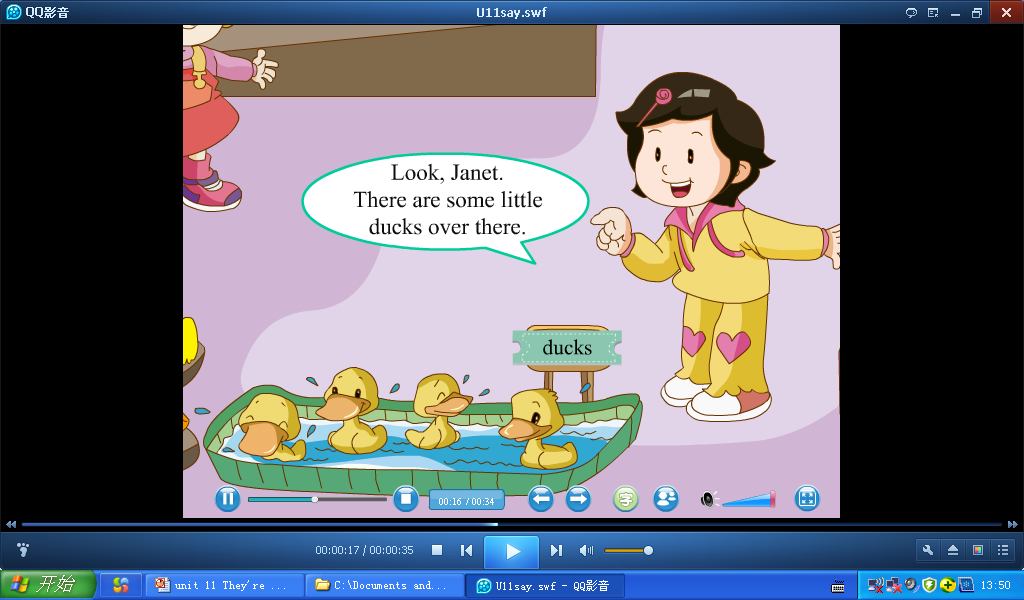 QQ影音
U11say.swf
Look, Janet.
There are some little
ducks over there.
ducks
00:16 / 00:34
字
00:00:17 / 00:00:35
开始
unit 11 They're ...
C:\Documents and...
U11say.swf - QQ影音
13:50